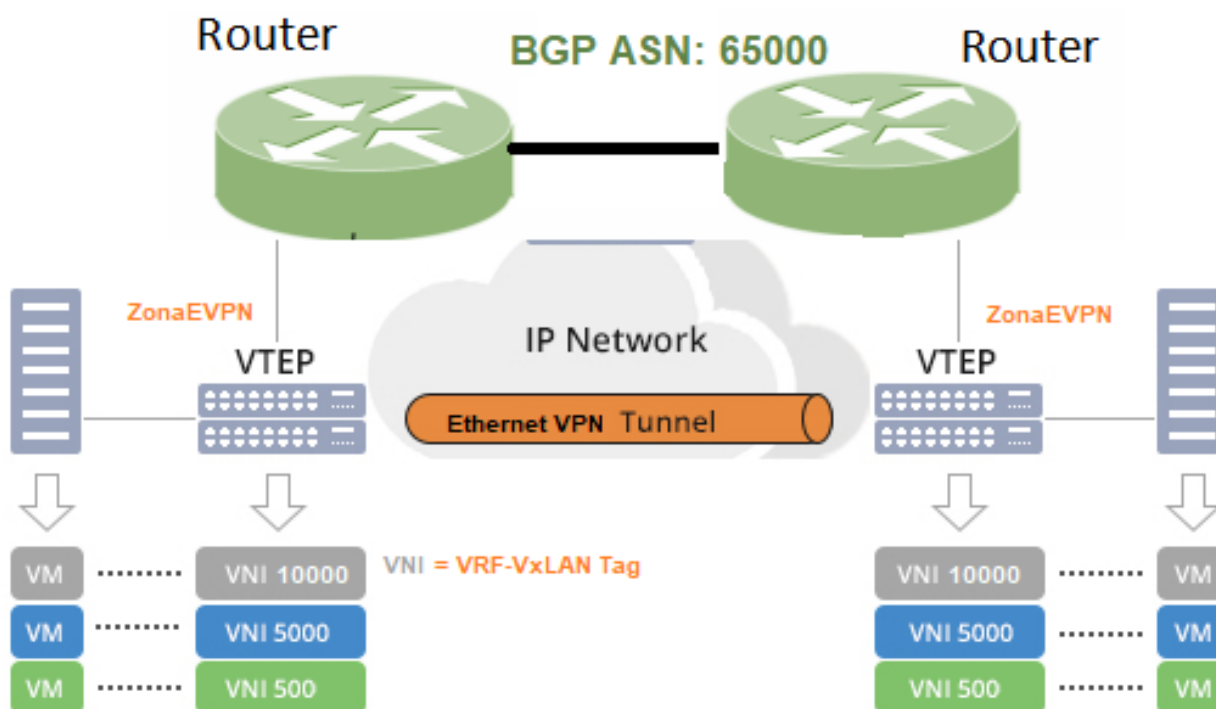 Router
BGP ASN: 65000
Router
ZonaEVPN
ZonaEVPN
IP Network
VTEP
VTEP
Ethernet VPN Tunnel
VM
VNI 10000
VNI = VRF-VxLAN Tag
VNI 10000
VM
VM
VNI 5000
VNI 5000
VM
VM
VNI 500
VNI 500
VM